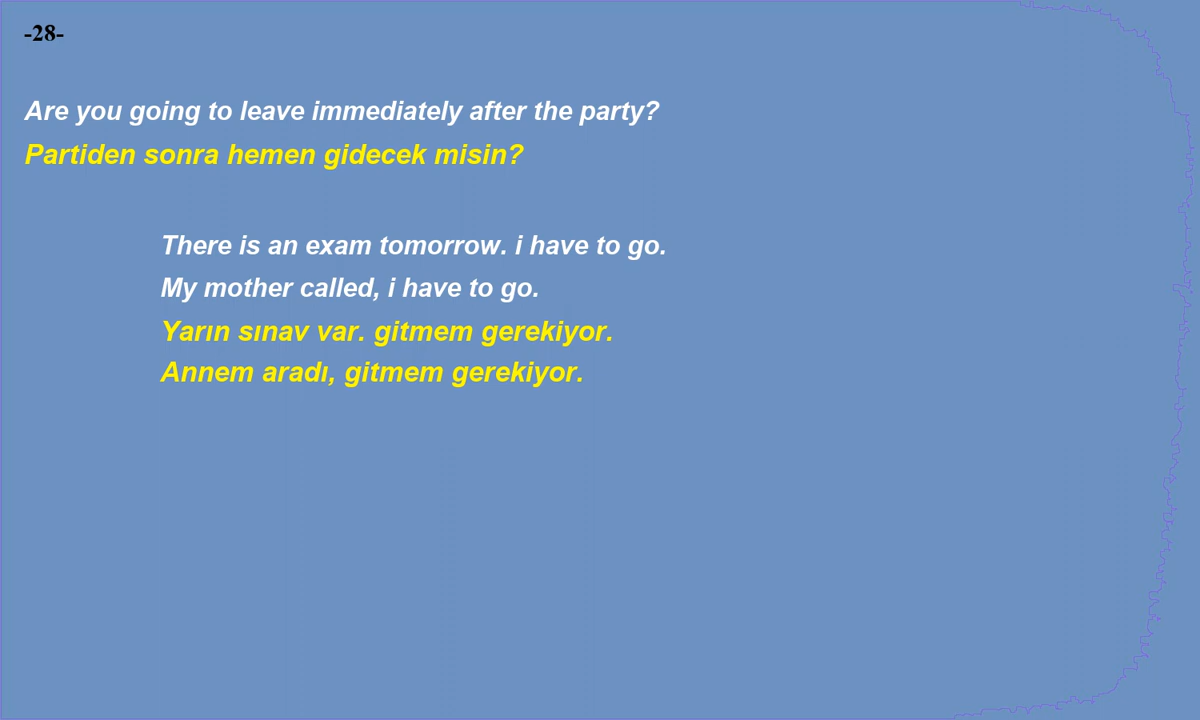 -28-
Are you going to leave immediately after the party?
Partiden sonra hemen gidecek misin?
There is an exam tomorrow. i have to go.
My mother called, i have to go.
Yarın sınav var. gitmem gerekiyor.
Annem aradı, gitmem gerekiyor.